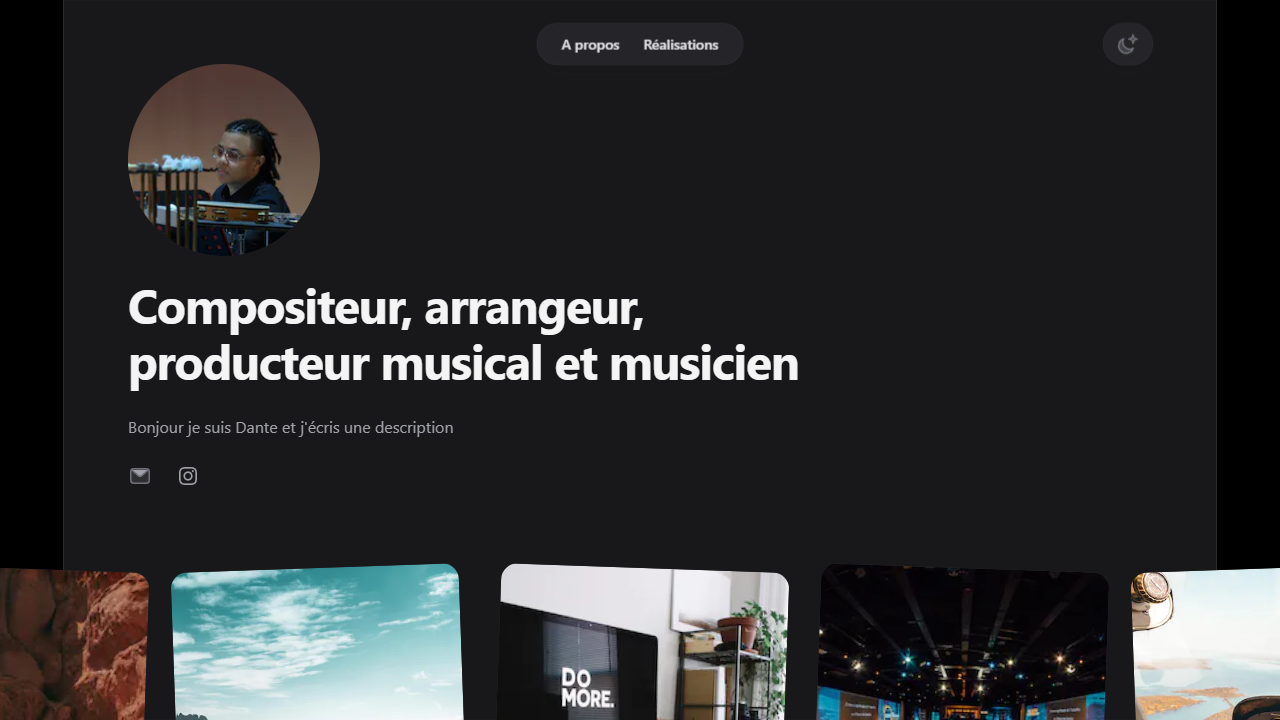 A propos
Réalisations
Compositeur, arrangeur,
producteur musical et musicien
Bonjour je suis Dante et j'écris une description
DO
MORE.